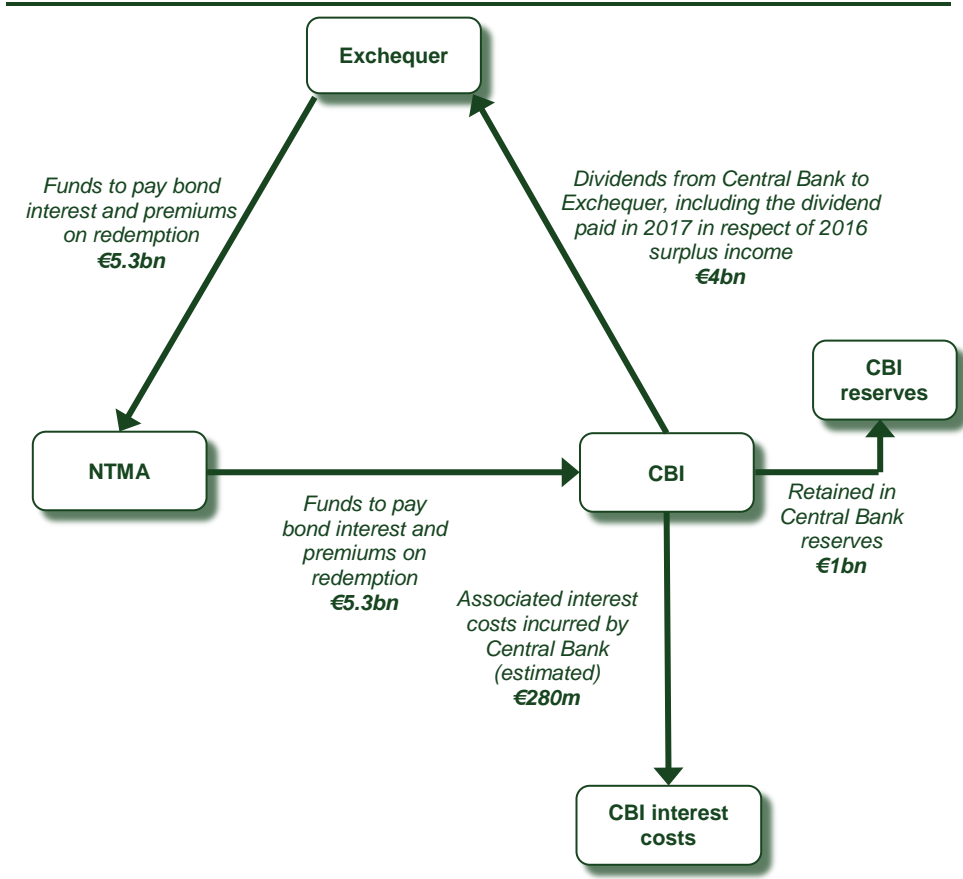 Exchequer
Funds to pay bond
interest and premiums
on redemption
€5.3bn
Dividends from Central Bank to
Exchequer, including the dividend
paid in 2017 in respect of 2016
surplus income
€4bn
CBI
reserves
NTMA
CBI
Funds to pay
bond interest and
premiums on
redemption
€5.3bn
Retained in
Central Bank
reserves
€1bn
Associated interest
costs incurred by
Central Bank
(estimated)
€280m
CBI interest
costs